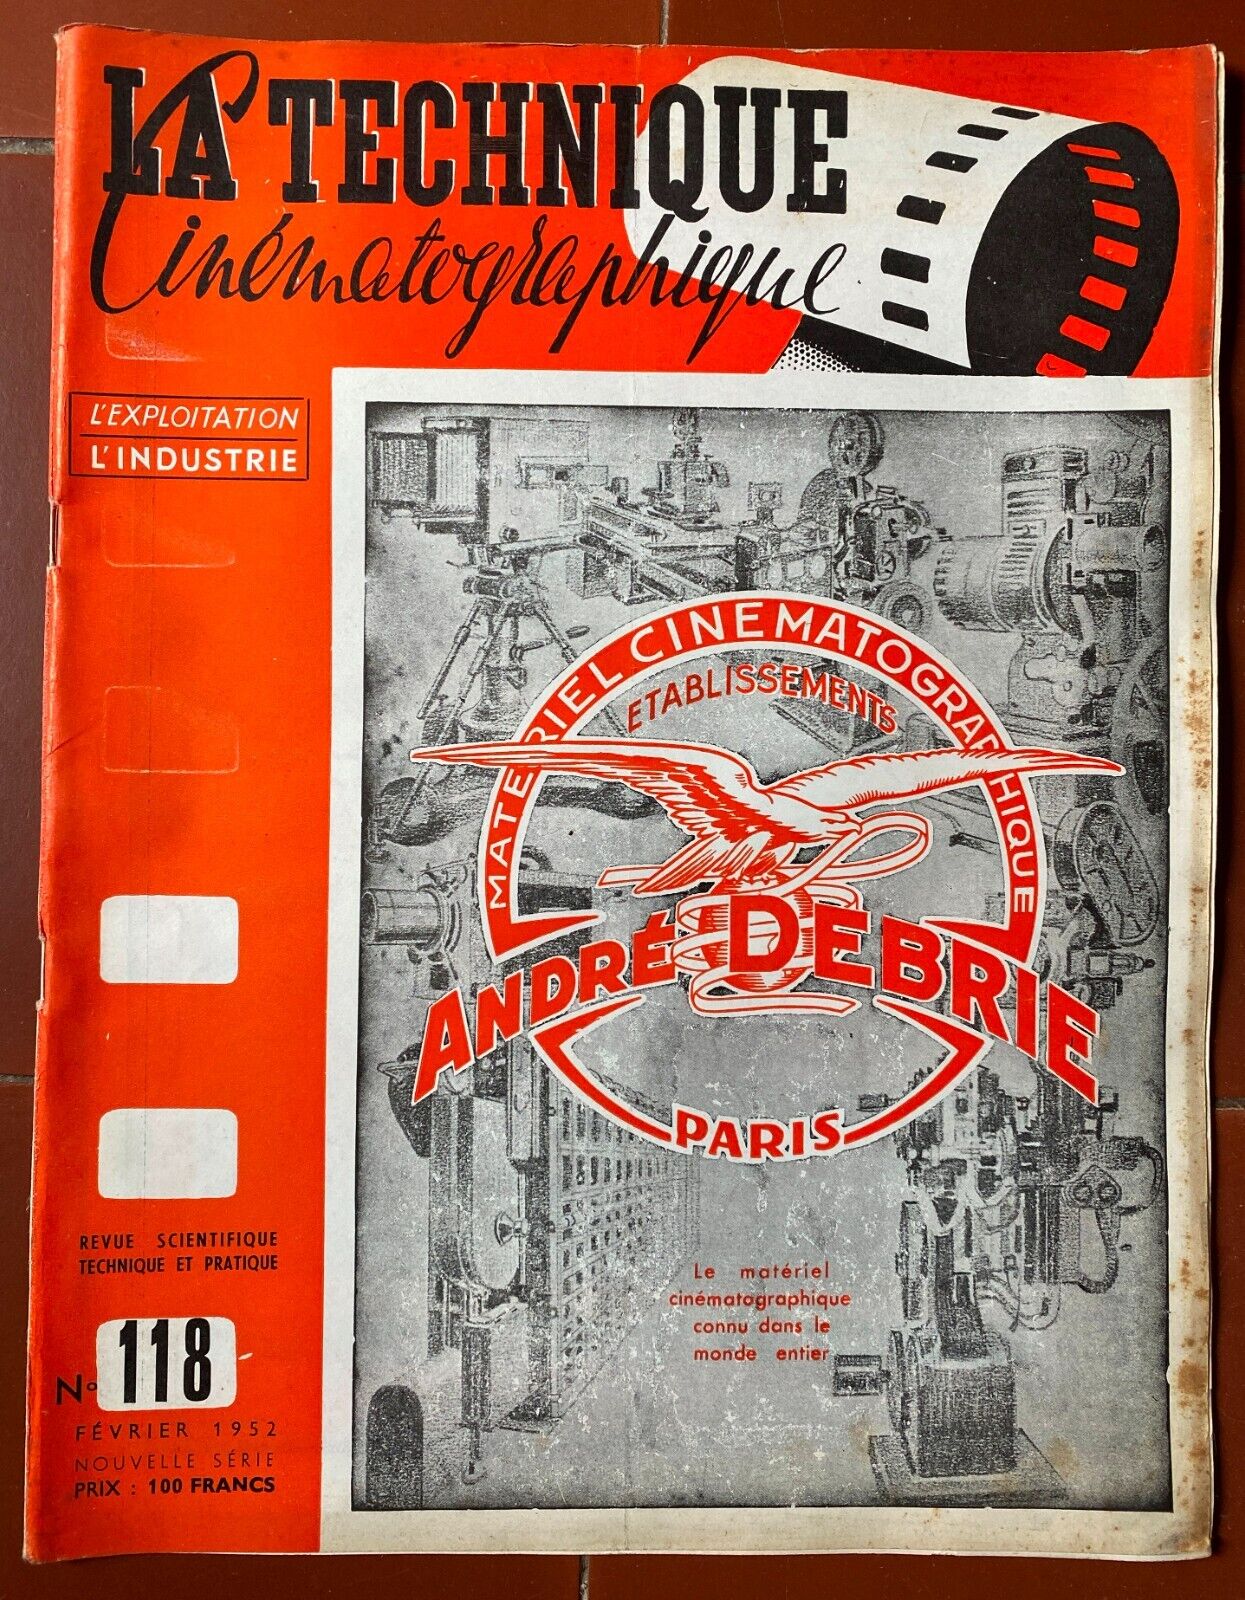 LA TECHNIQUE
Cinématographique
L'EXPLOITATION
L'INDUSTRIE
MATERIEL CINEMATOGRAPHIQUE
ETABLISSEMENTS
ANDRÉ DEBRIE
PARIS
Le matériel
cinématographique
connu dans le
monde entier
REVUE SCIENTIFIQUE
TECHNIQUE ET PRATIQUE
No 118
FÉVRIER 1952
NOUVELLE SÉRIE
PRIX : 100 FRANCS